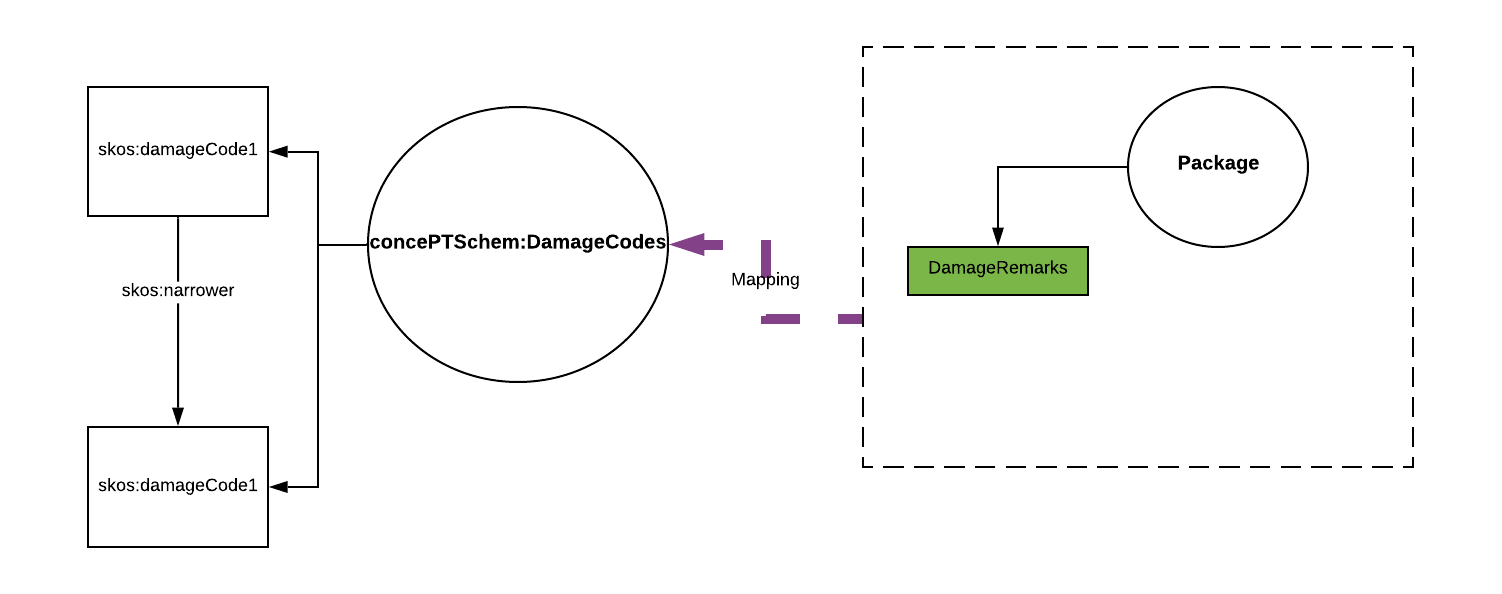 skos:damageCode1
skos:narrower
skos:damageCode1
concePTSchem:DamageCodes
Mapping
Package
DamageRemarks